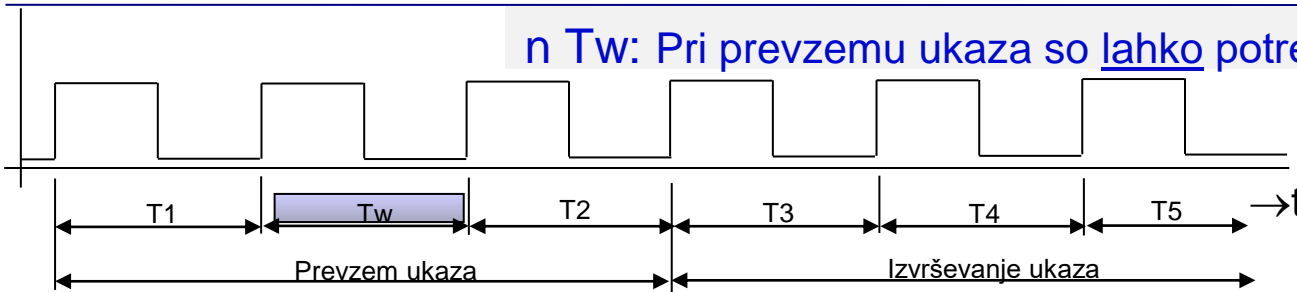 n Tw: Pri prevzemu ukaza so lahko
T1 Tw T2 T3 T4 T5 →t
Prevzem ukaza Izvrševanje ukaza